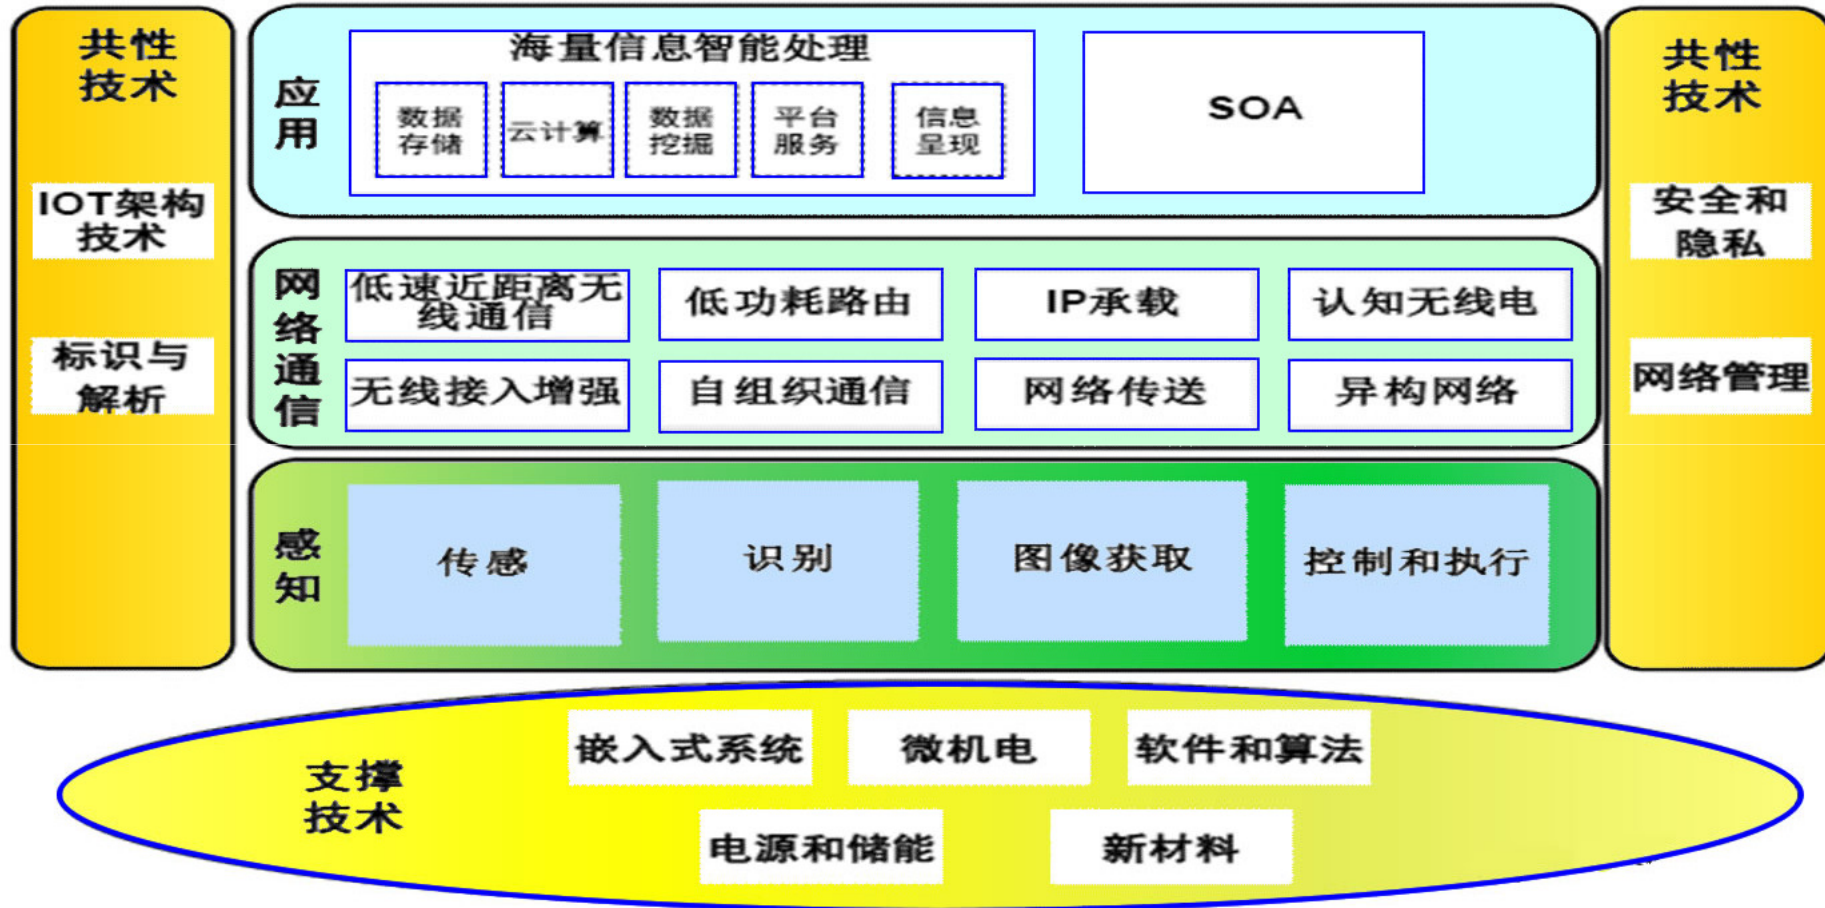 共性
技术
IOT架构
技术
标识与
解析
应
用
海量信息智能处理
数据
存储
云计算
数据
挖掘
平台
服务
信息
呈现
SOA
网
络
通
信
低速近距离无
线通信
低功耗路由
IP承载
认知无线电
无线接入增强
自组织通信
网络传送
异构网络
感
知
传感
识别
图像获取
控制和执行
共性
技术
安全和
隐私
网络管理
支撑
技术
嵌入式系统
微机电
软件和算法
电源和储能
新材料